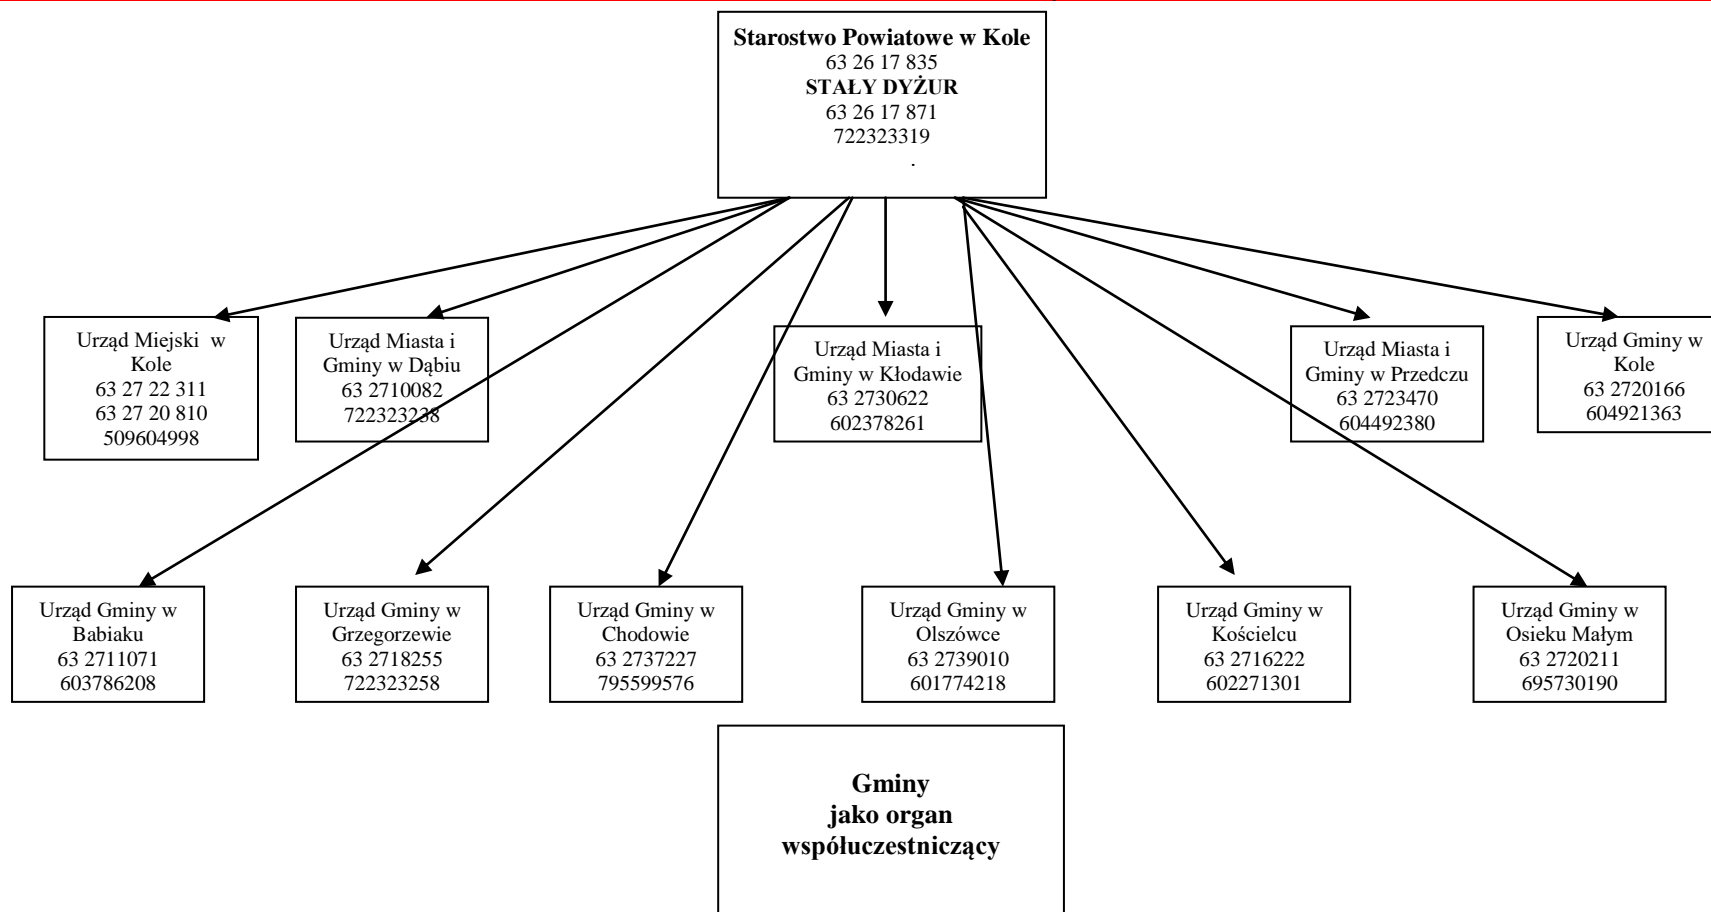 Starostwo Powiatowe w Kole
63 26 17 835
STAŁY DYŻUR
63 26 17 871
722323319
.
Urząd Miejski w
Kole
63 27 22 311
63 27 20 810
509604998
Urząd Miasta i
Gminy w Dąbiu
63 2710082
722323238
Urząd Miasta i
Gminy w Kłodawie
63 2730622
602378261
Urząd Miasta i
Gminy w Przedczu
63 2723470
604492380
Urząd Gminy w
Kole
63 2720166
604921363
Urząd Gminy w
Babiaku
63 2711071
603786208
Urząd Gminy w
Grzegorzewie
63 2718255
722323258
Urząd Gminy w
Chodowie
63 2737227
795599576
Urząd Gminy w
Olszówce
63 2739010
601774218
Urząd Gminy w
Kościelcu
63 2716222
602271301
Urząd Gminy w
Osieku Małym
63 2720211
695730190
Gminy
jako organ
współuczestniczący